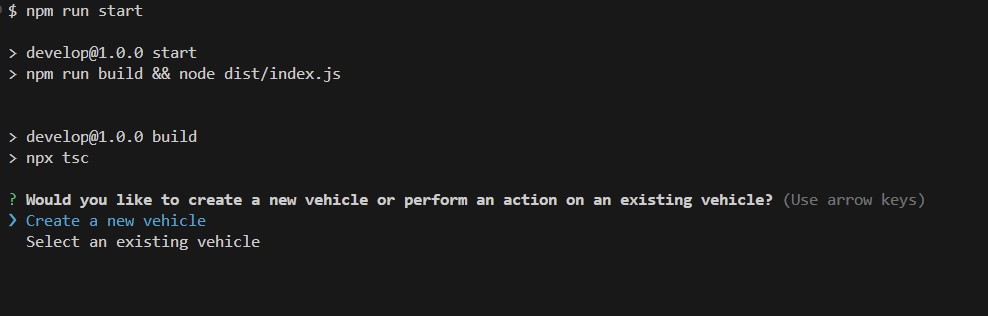 $ npm run start
> develop@1.0.0 start
> npm run build && node dist/index.js
> develop@1.0.0 build
> npx tsc
? Would you like to create a new vehicle or perform an action on an existing vehicle? (Use arrow keys)
❯ Create a new vehicle
Select an existing vehicle